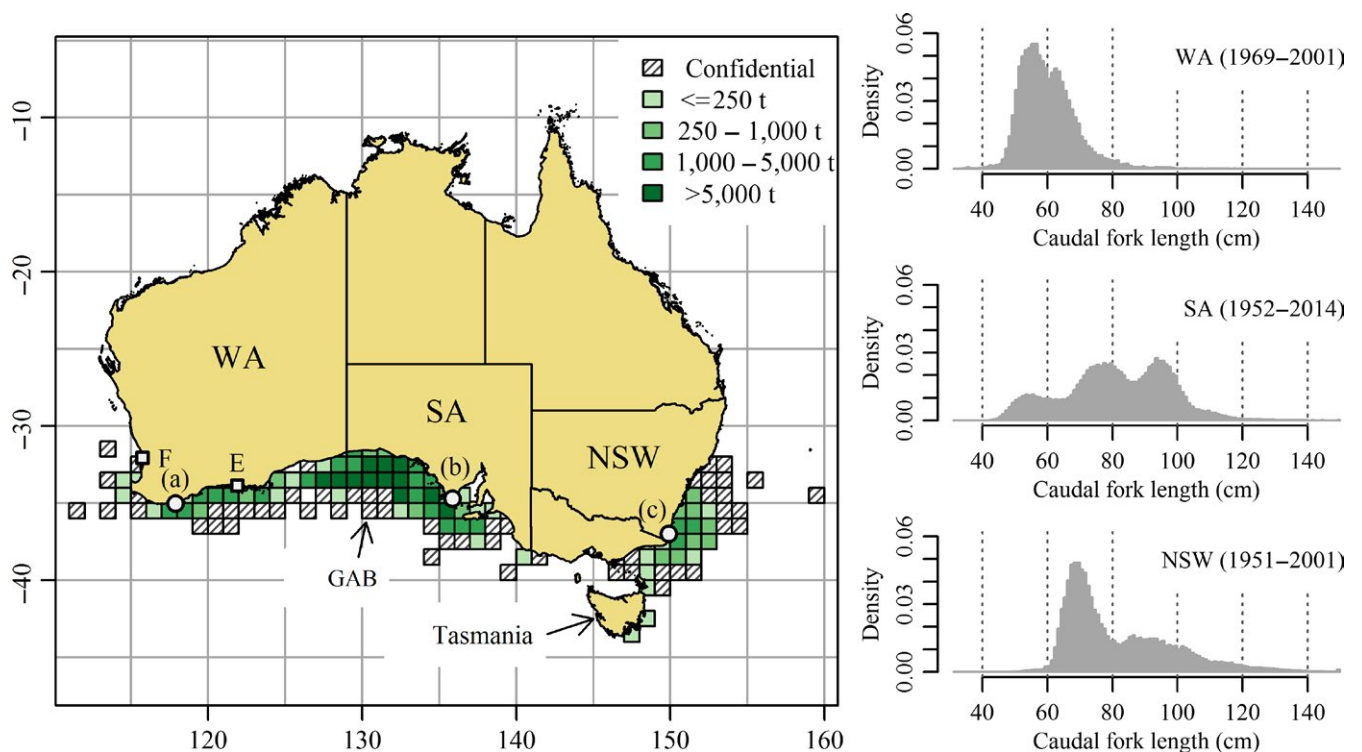 −10
−20
−30
−40
120
130
140
150
160
Confidential
<=250 t
250 − 1,000 t
1,000 −5,000 t
>5,000 t
WA
SA
NSW
F
(a)
E
(b)
(c)
GAB
Tasmania
WA (1969−2001)
Density
0.00
0.03
0.06
40
60
80
100
120
140
Caudal fork length (cm)
SA (1952−2014)
Density
0.00
0.03
0.06
40
60
80
100
120
140
Caudal fork length (cm)
NSW (1951−2001)
Density
0.00
0.03
0.06
40
60
80
100
120
140
Caudal fork length (cm)